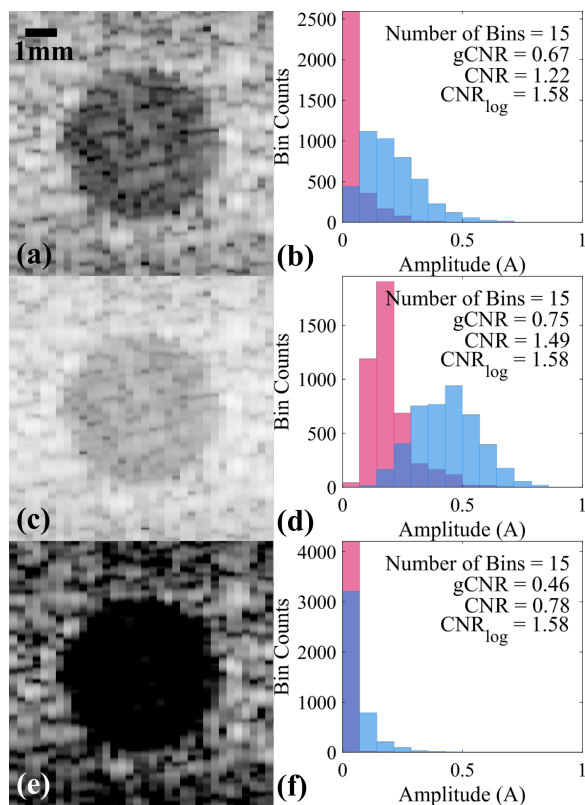 1mm
(a)
2500
2000
1500
1000
500
0
Bin Counts
Number of Bins = 15
gCNR = 0.67
CNR = 1.22
CNRlog = 1.58
0
0.5
1
Amplitude (A)
(b)
(c)
1500
1000
500
0
Bin Counts
Number of Bins = 15
gCNR = 0.75
CNR = 1.49
CNRlog = 1.58
0
0.5
1
Amplitude (A)
(d)
(e)
4000
3000
2000
1000
0
Bin Counts
Number of Bins = 15
gCNR = 0.46
CNR = 0.78
CNRlog = 1.58
0
0.5
1
Amplitude (A)
(f)